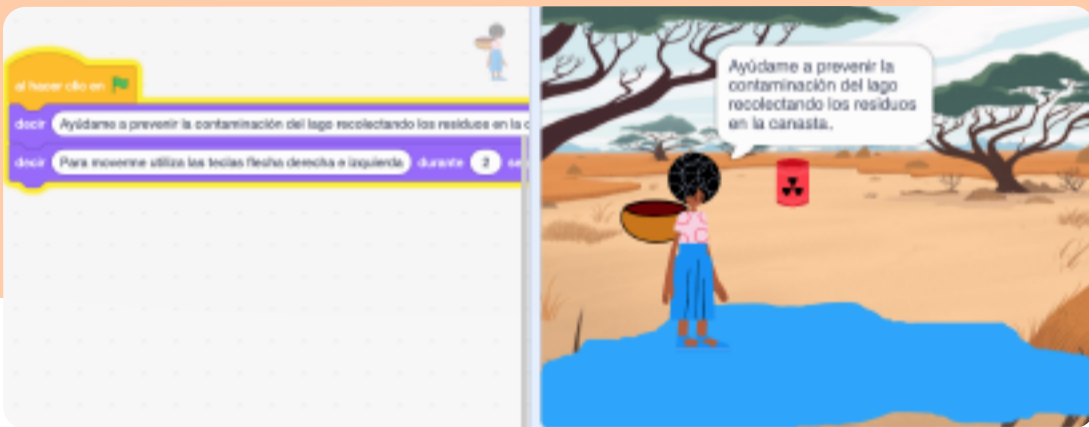 al hacer clic en
decir Ayúdame a prevenir la contaminación del lago recolectando los residuos en la c
decir Para moverme utiliza las teclas flecha derecha e izquierda durante 2 se
Ayúdame a prevenir la
contaminación del lago
recolectando los residuos
en la canasta.